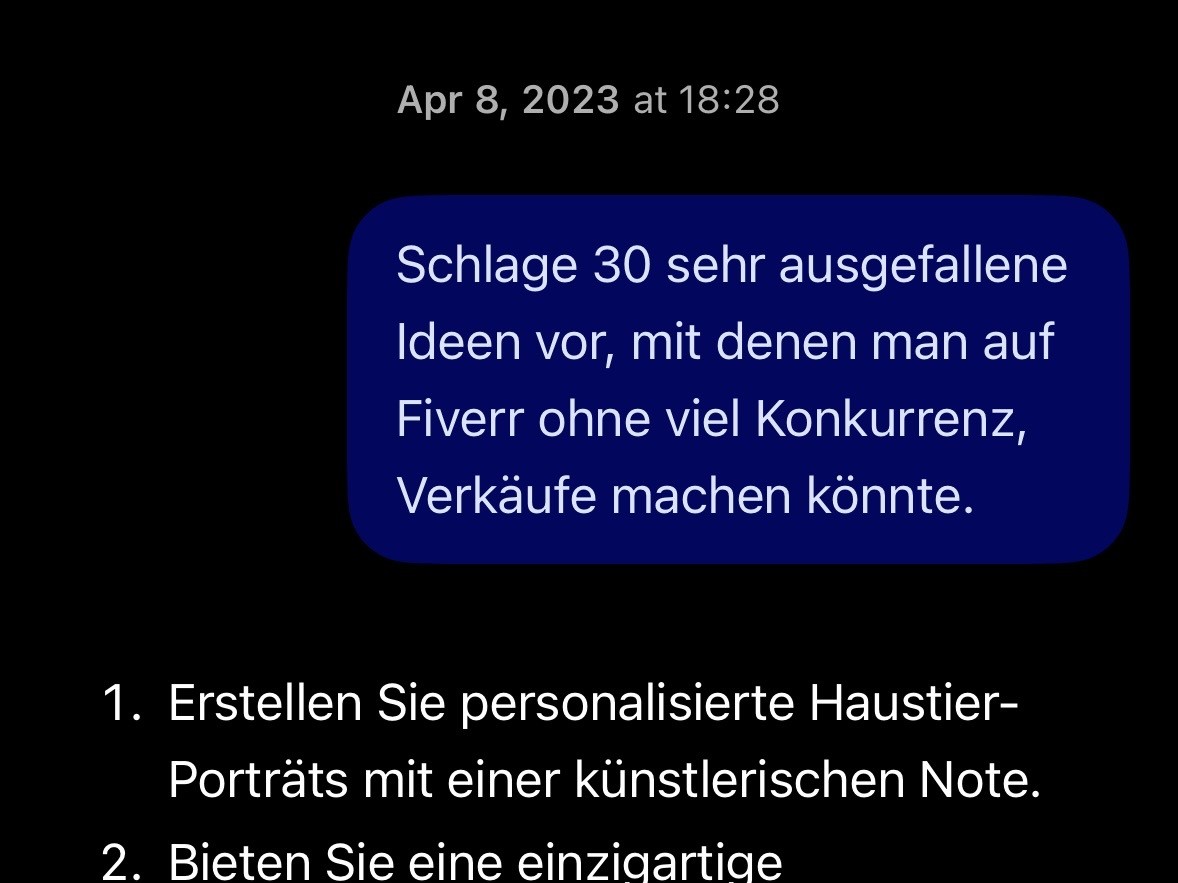 Apr 8, 2023 at 18:28
Schlage 30 sehr ausgefallene
Ideen vor, mit denen man auf
Fiverr ohne viel Konkurrenz,
Verkäufe machen könnte.
1. Erstellen Sie personalisierte Haustier-
Porträts mit einer künstlerischen Note.
2. Bieten Sie eine einzigartige